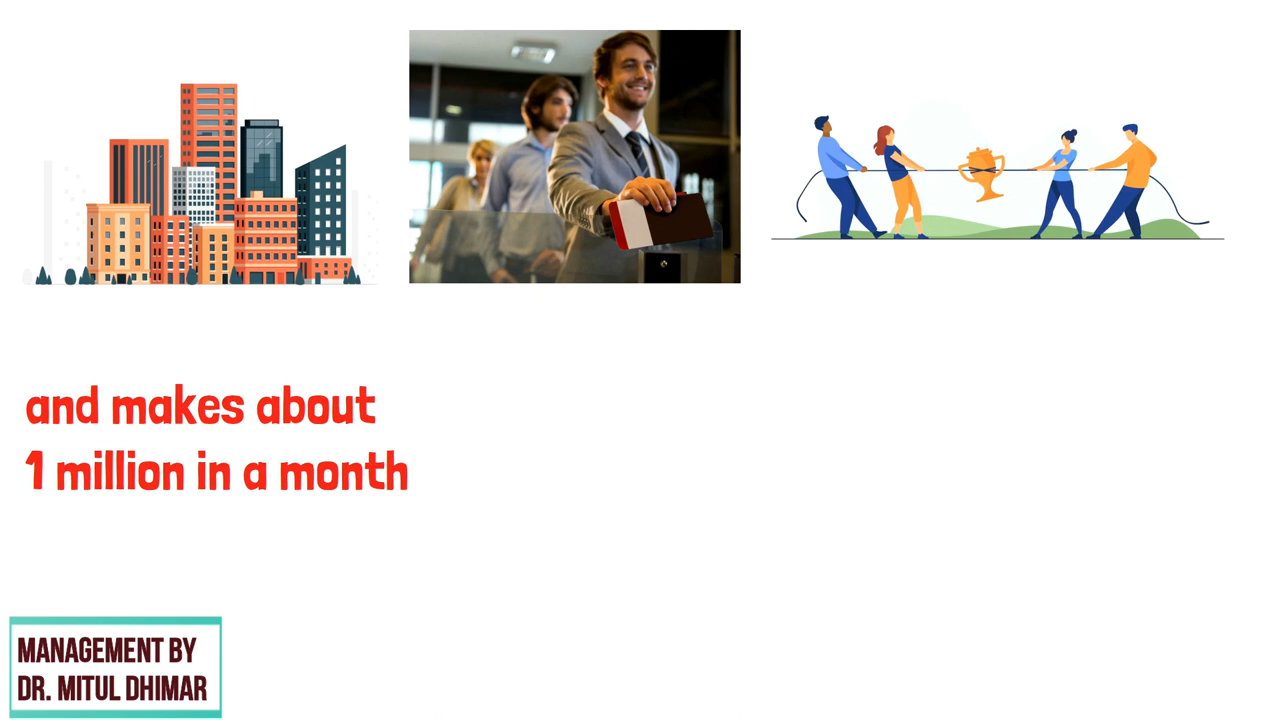 and makes about
1 million in a month
MANAGEMENT BY
DR. MITUL DHIMAR